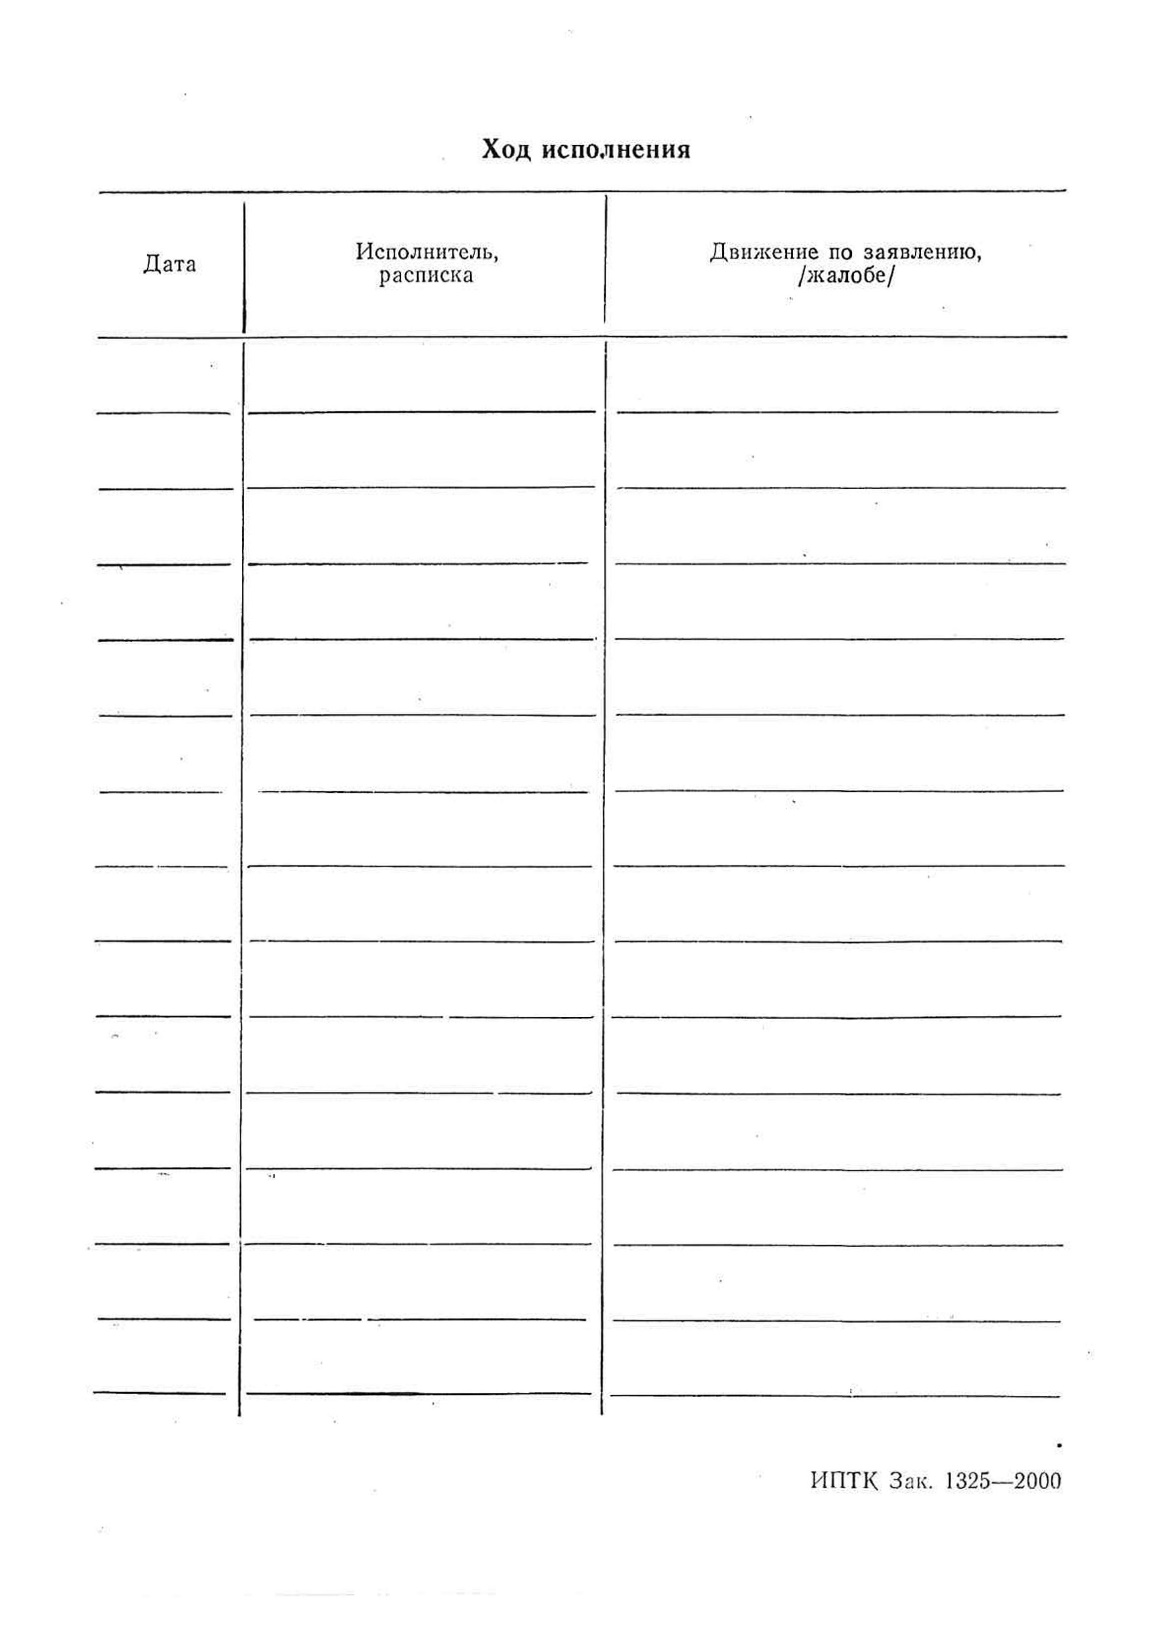 Ход исполнения
Дата
Исполнитель,
расписка
Движение по заявлению,
/жалобе/
ИПТК Зак. 1325—2000